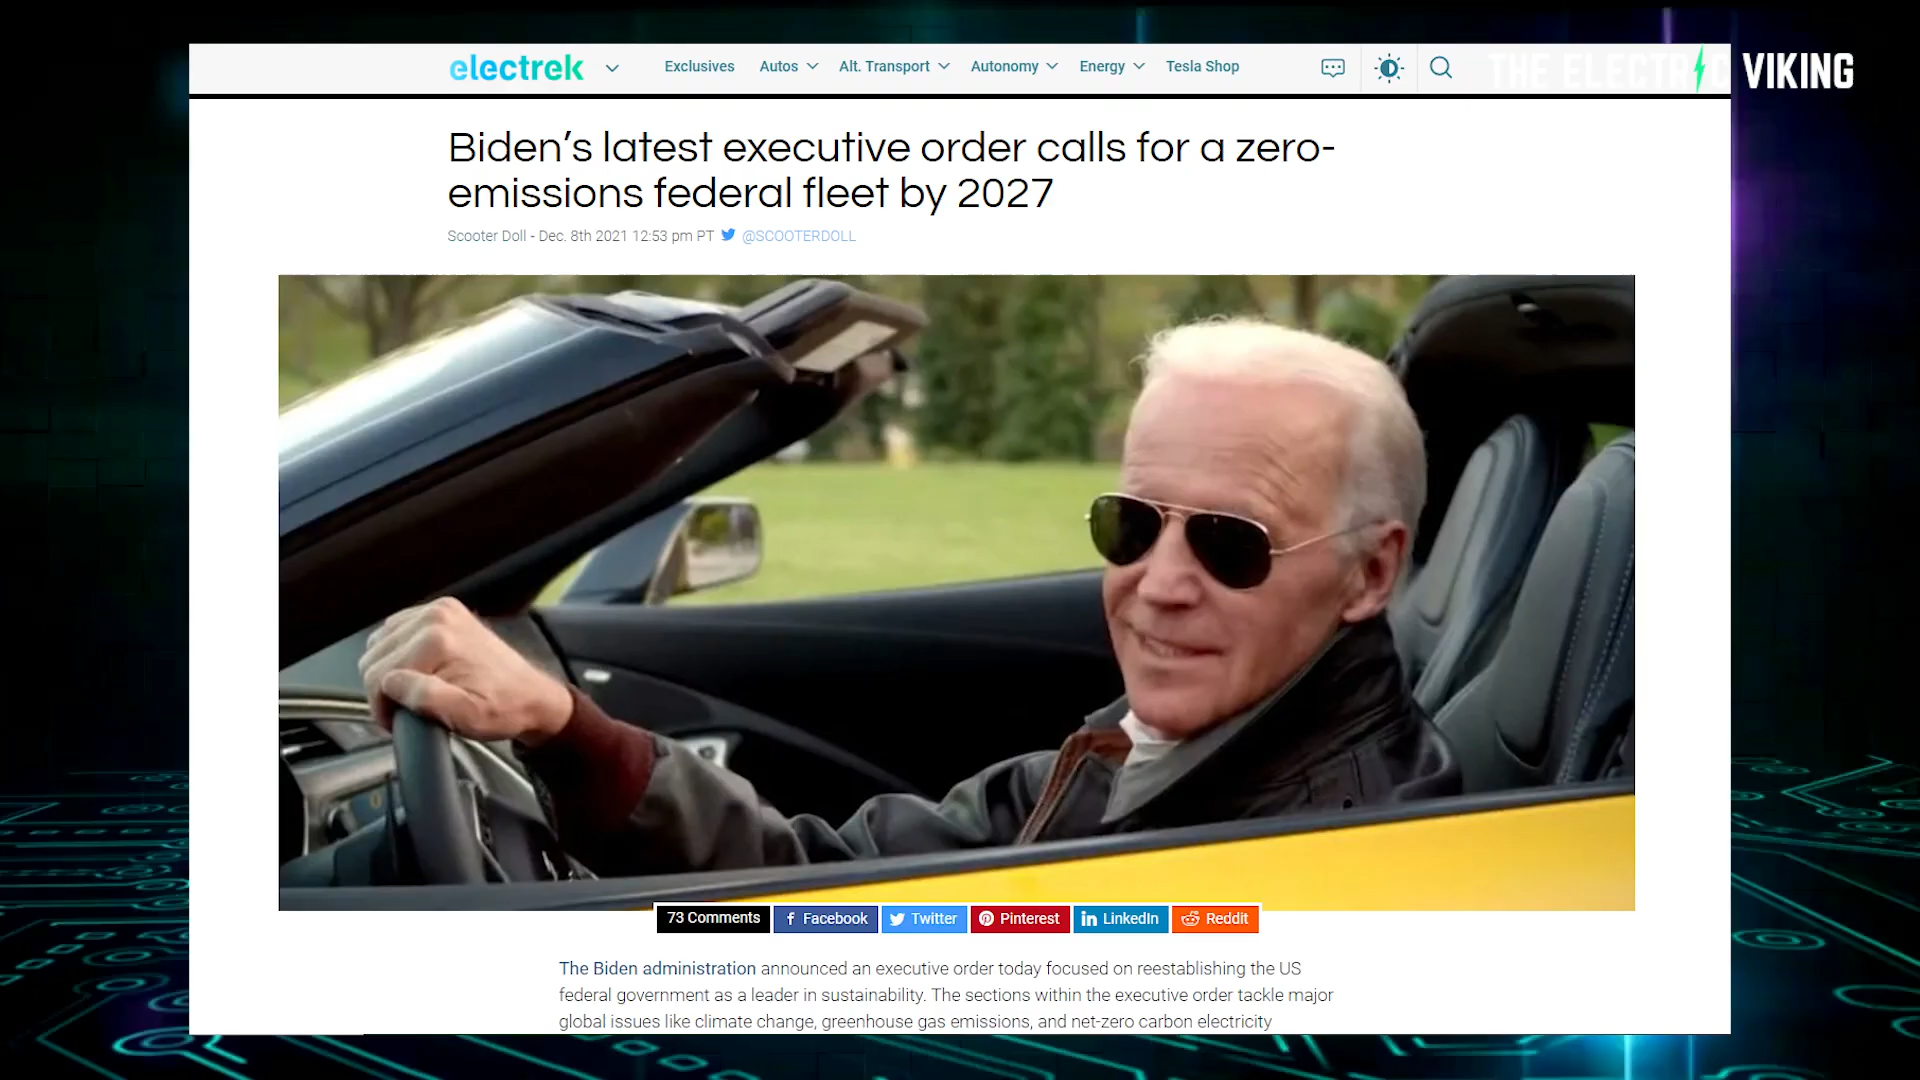 electrek
Exclusives Autos Alt. Transport Autonomy Energy Tesla Shop
THE ELECTRIC VIKING
Biden’s latest executive order calls for a zero-
emissions federal fleet by 2027
Scooter Doll - Dec. 8th 2021 12:53 pm PT @SCOOTERDOLL
73 Comments Facebook Twitter Pinterest LinkedIn Reddit
The Biden administration announced an executive order today focused on reestablishing the US
federal government as a leader in sustainability. The sections within the executive order tackle major
global issues like climate change, greenhouse gas emissions, and net-zero carbon electricity